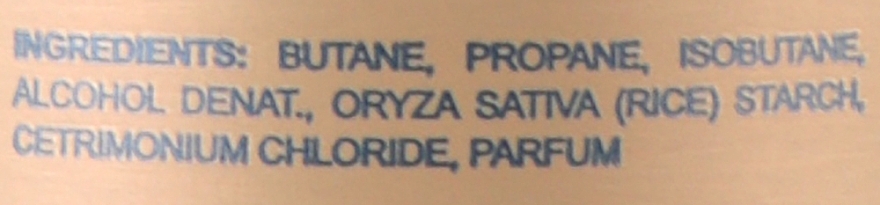 INGREDIENTS: BUTANE, PROPANE, ISOBUTANE,
ALCOHOL DENAT., ORYZA SATIVA (RICE) STARCH,
CETRIMONIUM CHLORIDE, PARFUM